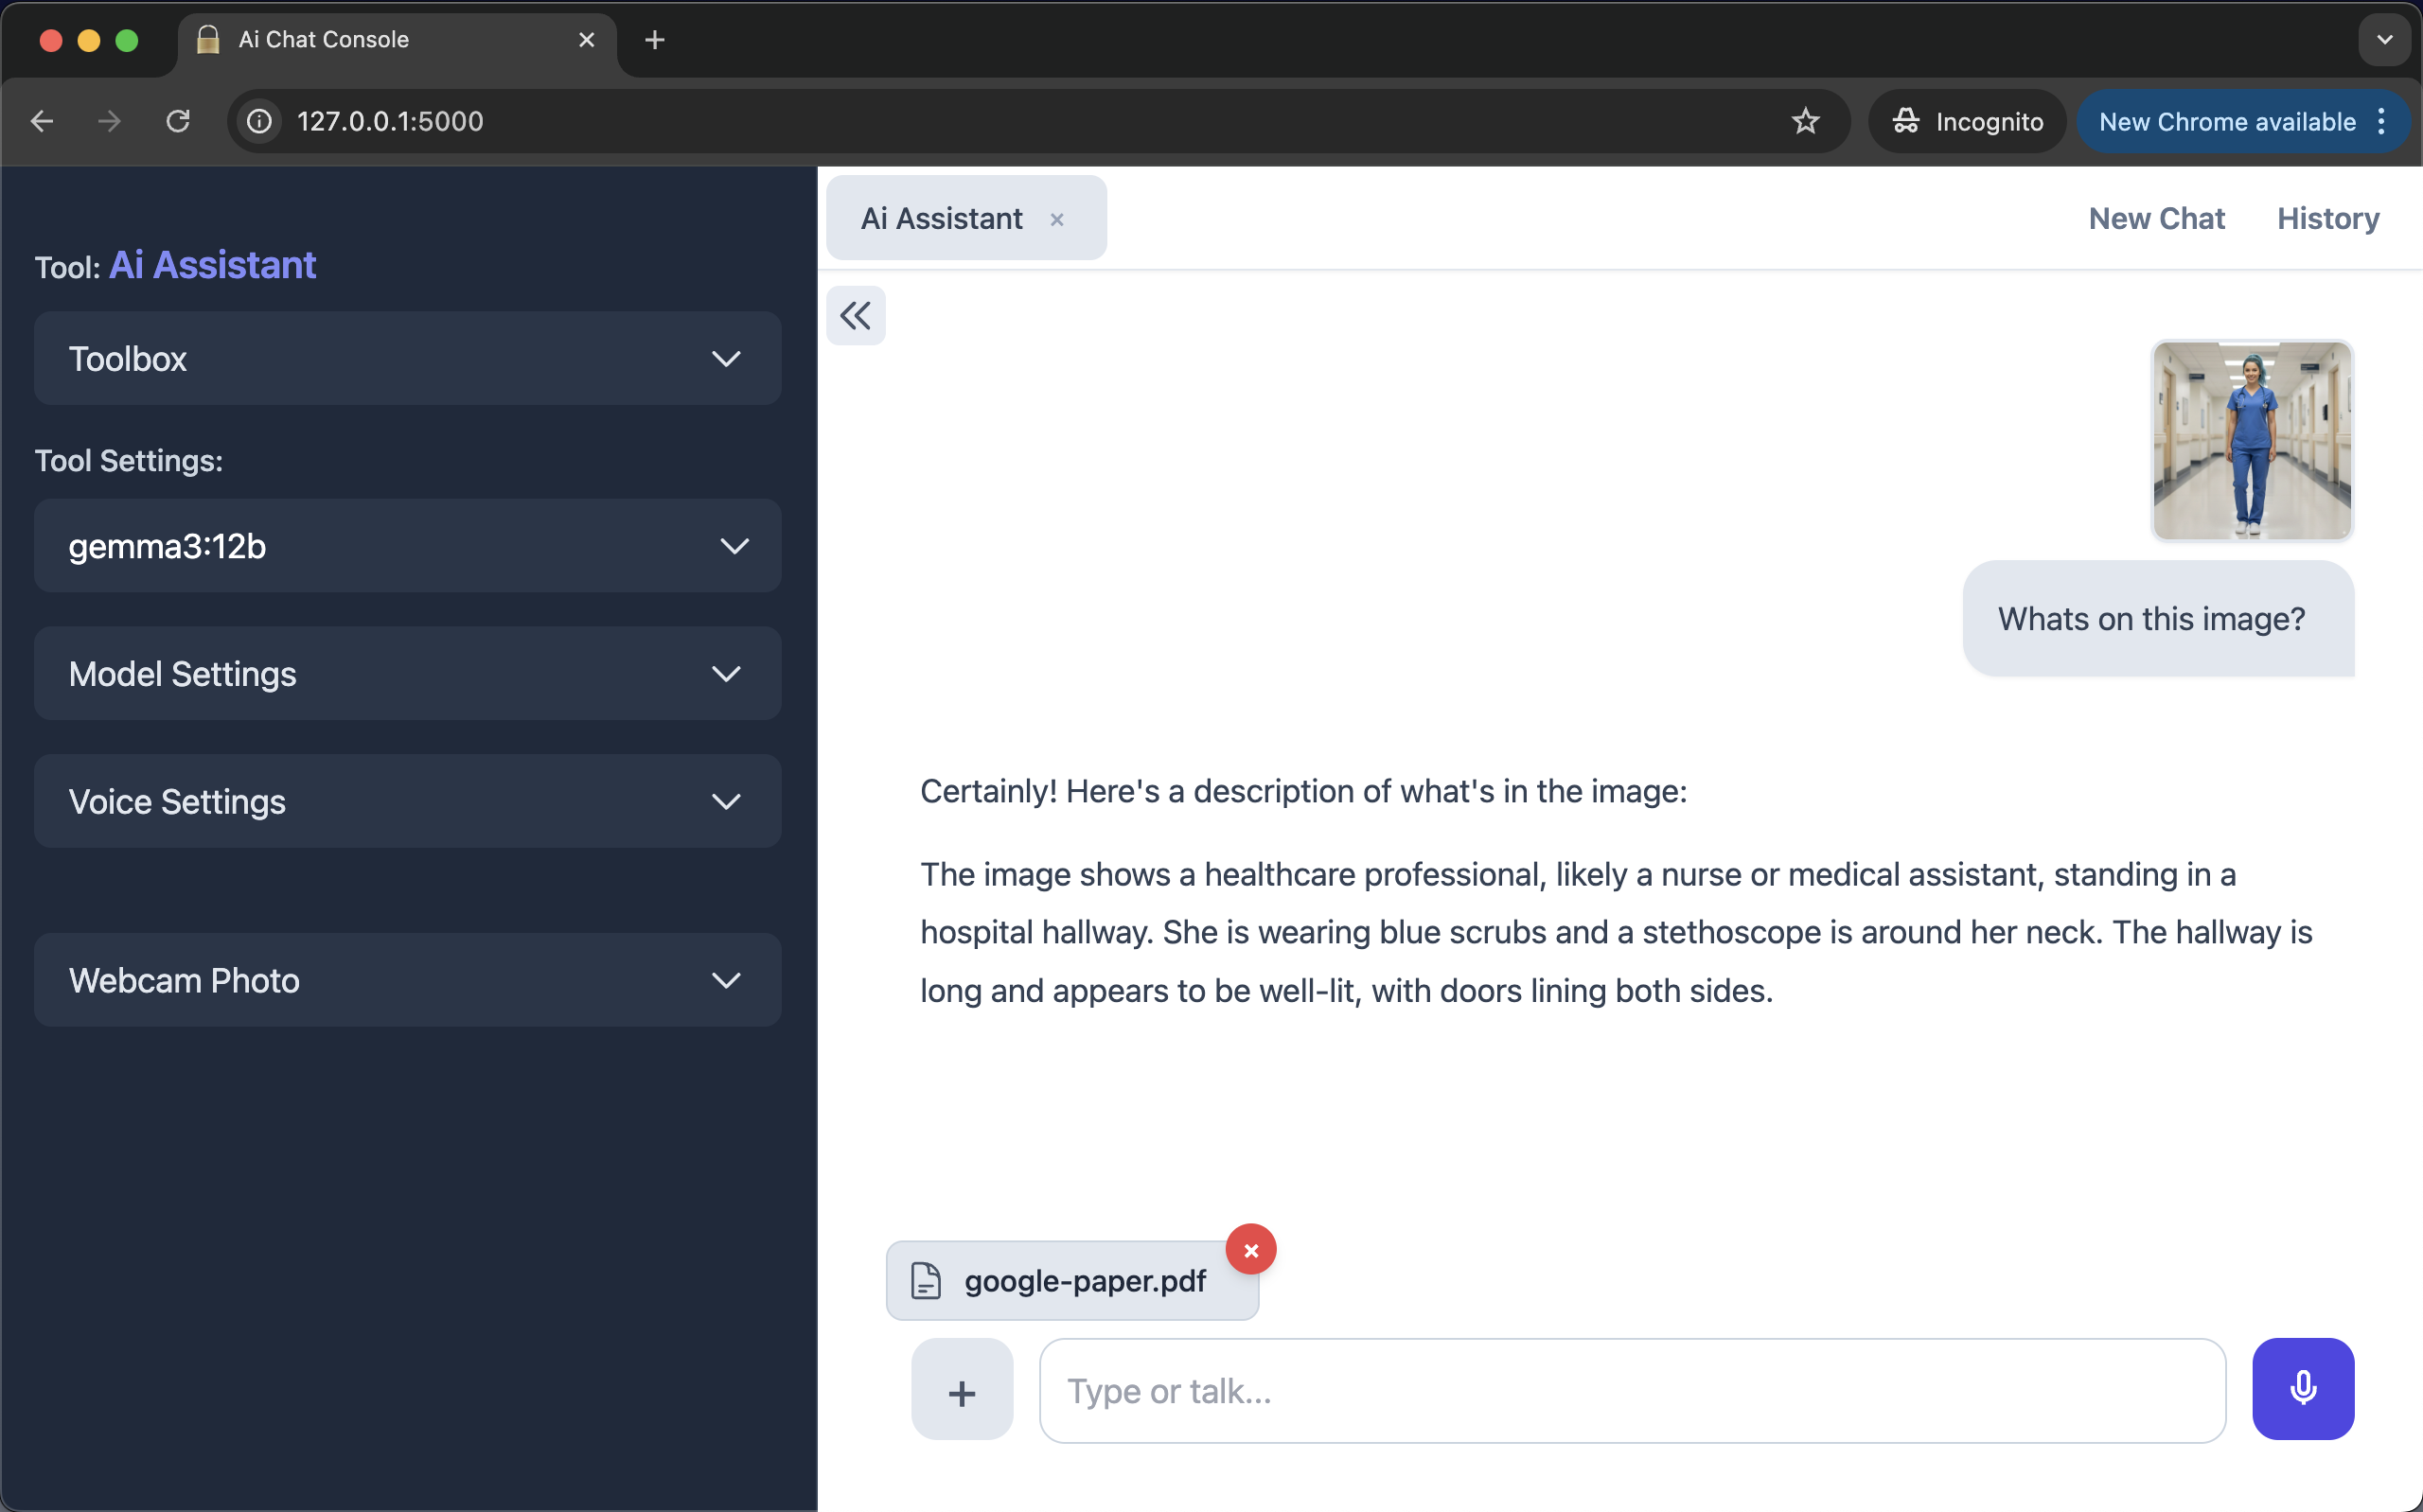 Ai Chat Console
127.0.0.1:5000
Incognito
New Chrome available
Tool: Ai Assistant
Toolbox
Tool Settings:
gemma3:12b
Model Settings
Voice Settings
Webcam Photo
Ai Assistant
New Chat
History
Whats on this image?
Certainly! Here's a description of what's in the image:
The image shows a healthcare professional, likely a nurse or medical assistant, standing in a
hospital hallway. She is wearing blue scrubs and a stethoscope is around her neck. The hallway is
long and appears to be well-lit, with doors lining both sides.
google-paper.pdf
Type or talk...